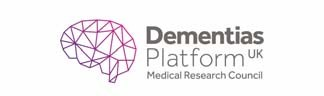 Dementias
Platform UK
Medical Research Council